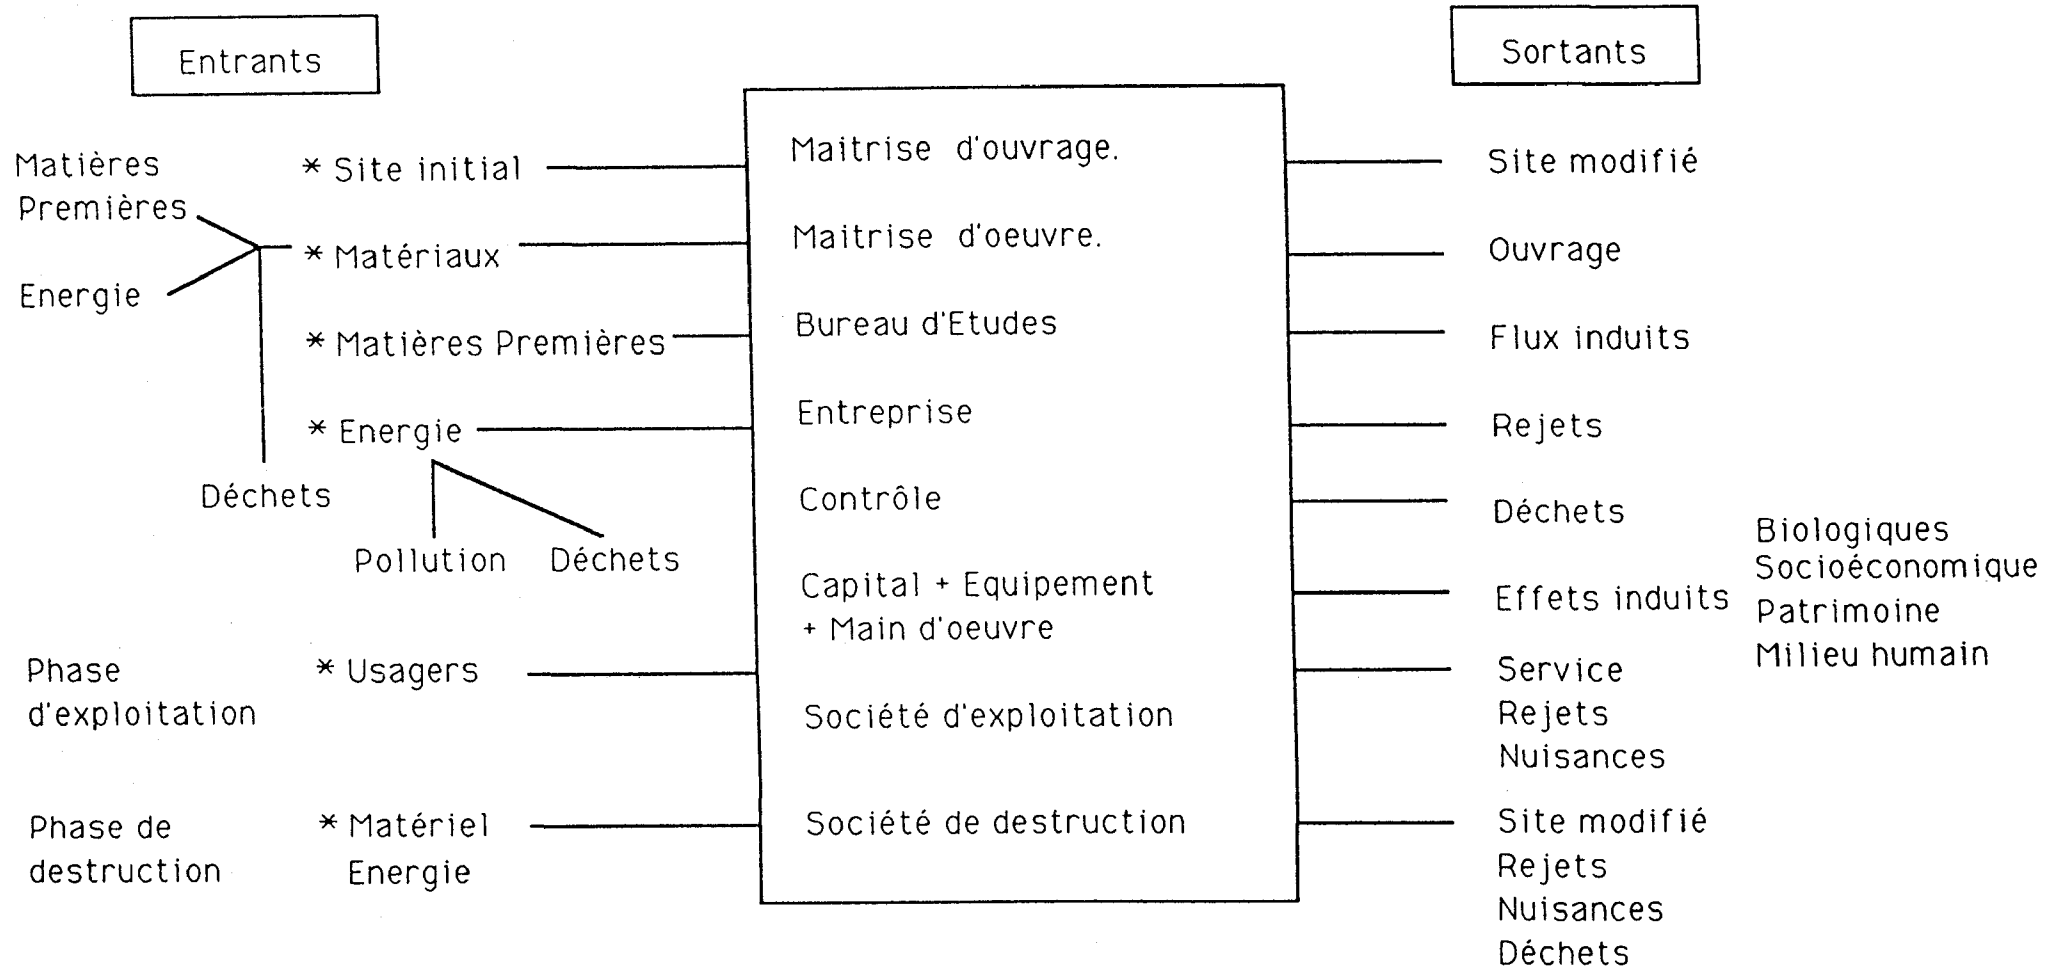 Entrants
Sortants
Matières
Premières
Energie
* Site initial
* Matériaux
* Matières Premières
* Energie
Déchets
Pollution
Déchets
Phase
d'exploitation
* Usagers
Phase de
destruction
* Matériel
Energie
Maitrise d'ouvrage.
Maitrise d'oeuvre.
Bureau d'Etudes
Entreprise
Contrôle
Capital + Equipement
+ Main d'oeuvre
Société d'exploitation
Société de destruction
Site modifié
Ouvrage
Flux induits
Rejets
Déchets
Effets induits
Biologiques
Socioéconomique
Patrimoine
Milieu humain
Service
Rejets
Nuisances
Site modifié
Rejets
Nuisances
Déchets